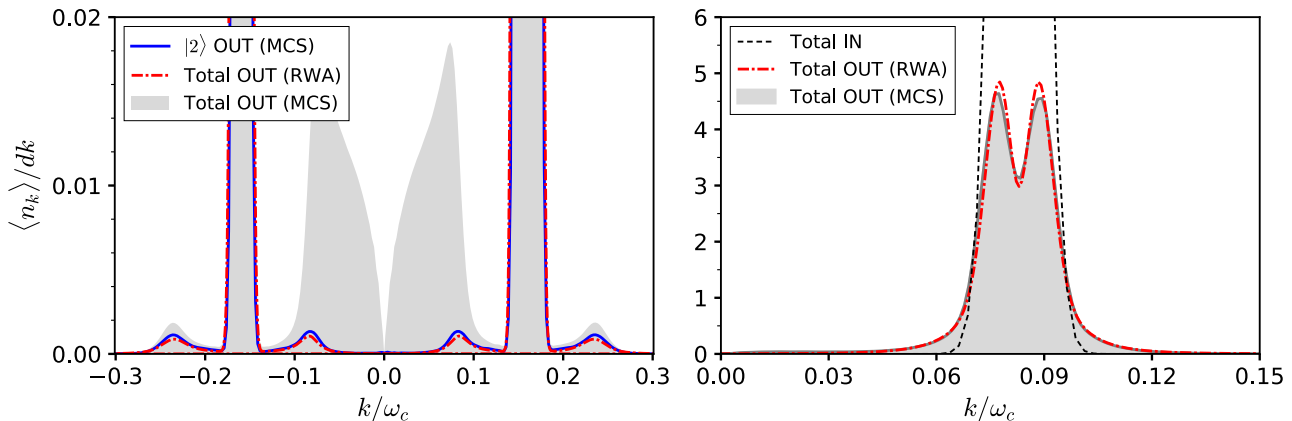 0.02
|2⟩ OUT (MCS)
Total OUT (RWA)
Total OUT (MCS)
0.01
0.00
⟨n_k⟩/dk
−0.3 −0.2 −0.1 0.0 0.1 0.2 0.3
k/ω_c
6
Total IN
Total OUT (RWA)
Total OUT (MCS)
5
4
3
2
1
0
0.00 0.03 0.06 0.09 0.12 0.15
k/ω_c